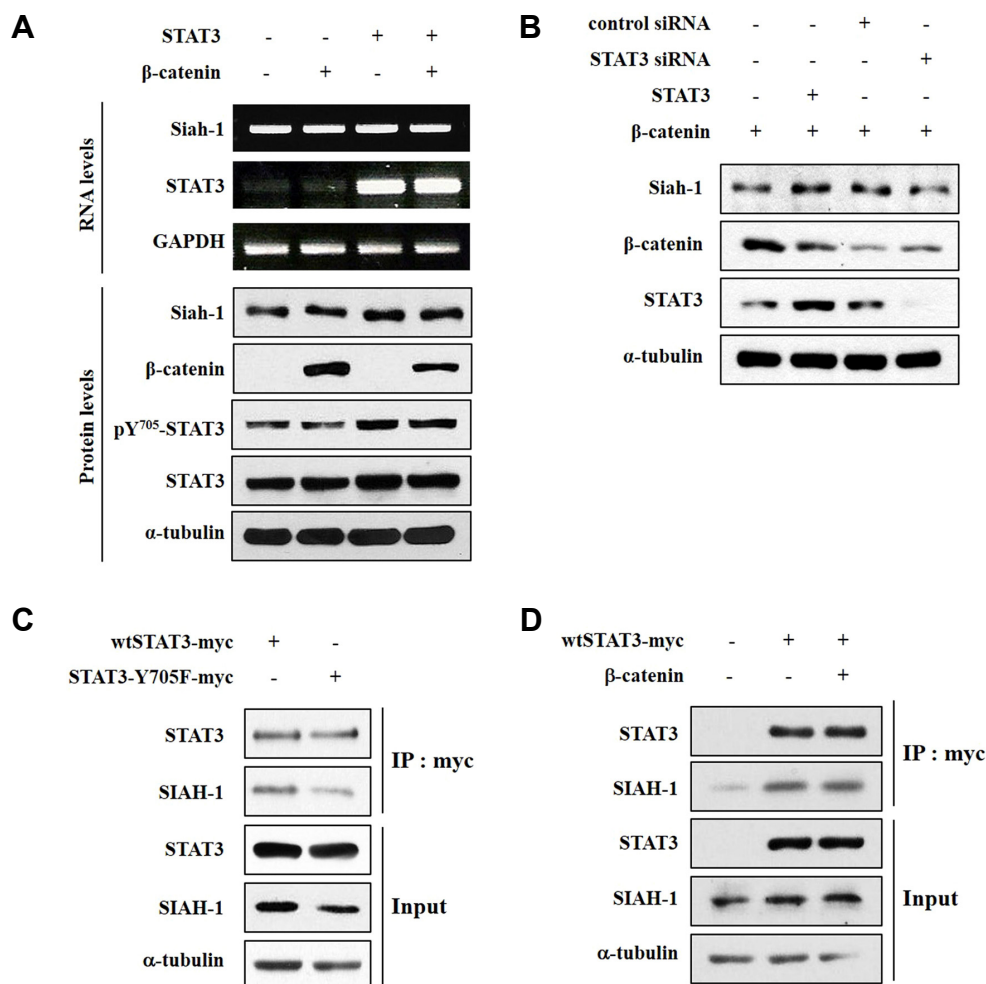 A
STAT3 - - + +
β-catenin - + - +
RNA levels
Siah-1
STAT3
GAPDH
Protein levels
Siah-1
β-catenin
pY705-STAT3
STAT3
α-tubulin
B
control siRNA - - + -
STAT3 siRNA - - - +
STAT3 - + - -
β-catenin + + + +
Siah-1
β-catenin
STAT3
α-tubulin
C
wtSTAT3-myc + -
STAT3-Y705F-myc - +
STAT3
SIAH-1
IP : myc
STAT3
SIAH-1
α-tubulin
Input
D
wtSTAT3-myc - + +
β-catenin - - +
STAT3
SIAH-1
IP : myc
STAT3
SIAH-1
α-tubulin
Input